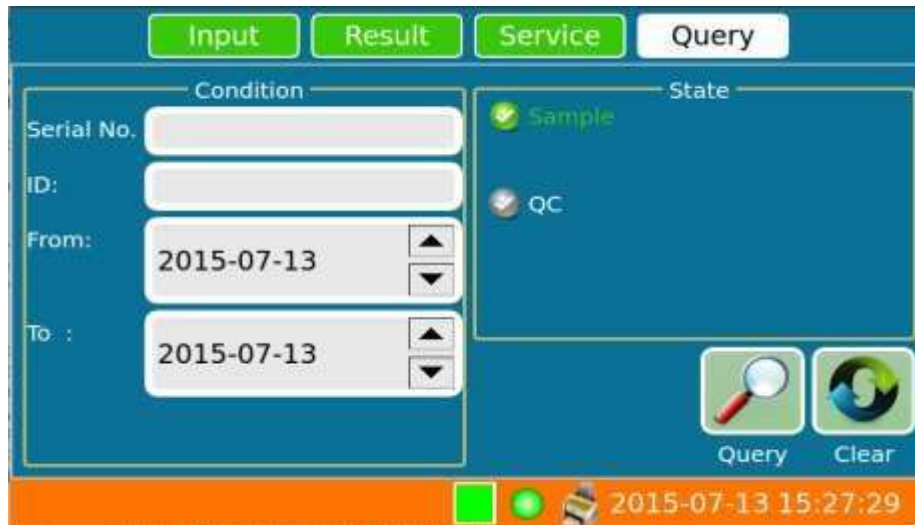 Input Result Service Query
Condition
Serial No.
ID:
From: 2015-07-13
To : 2015-07-13
State
Sample
QC
Query Clear
2015-07-13 15:27:29